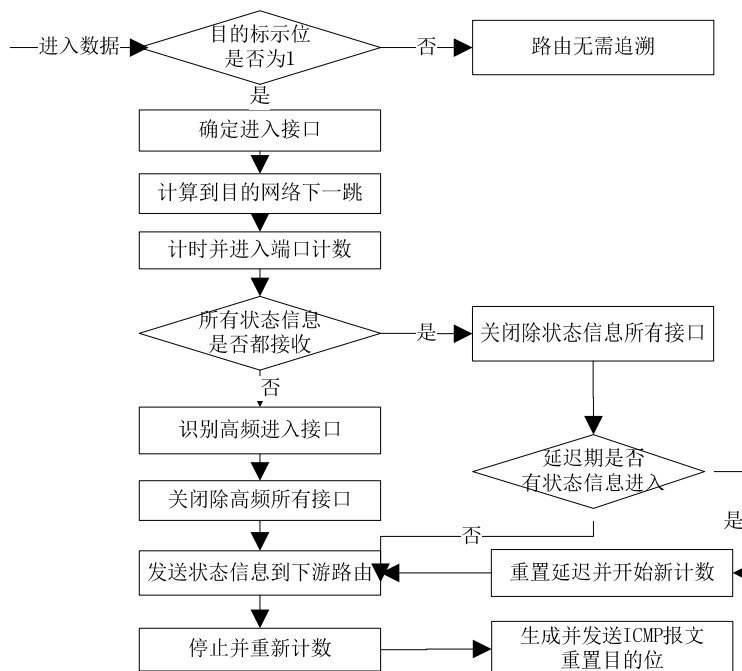 进入数据
目的标示位
是否为1
否
路由无需追溯
是
确定进入接口
计算到目的网络下一跳
计时并进入端口计数
所有状态信息
是否都接收
是
关闭除状态信息所有接口
否
识别高频进入接口
延迟期是否
有状态信息进入
关闭除高频所有接口
是
否
发送状态信息到下游路由
重置延迟并开始新计数
停止并重新计数
生成并发送ICMP报文
重置目的位